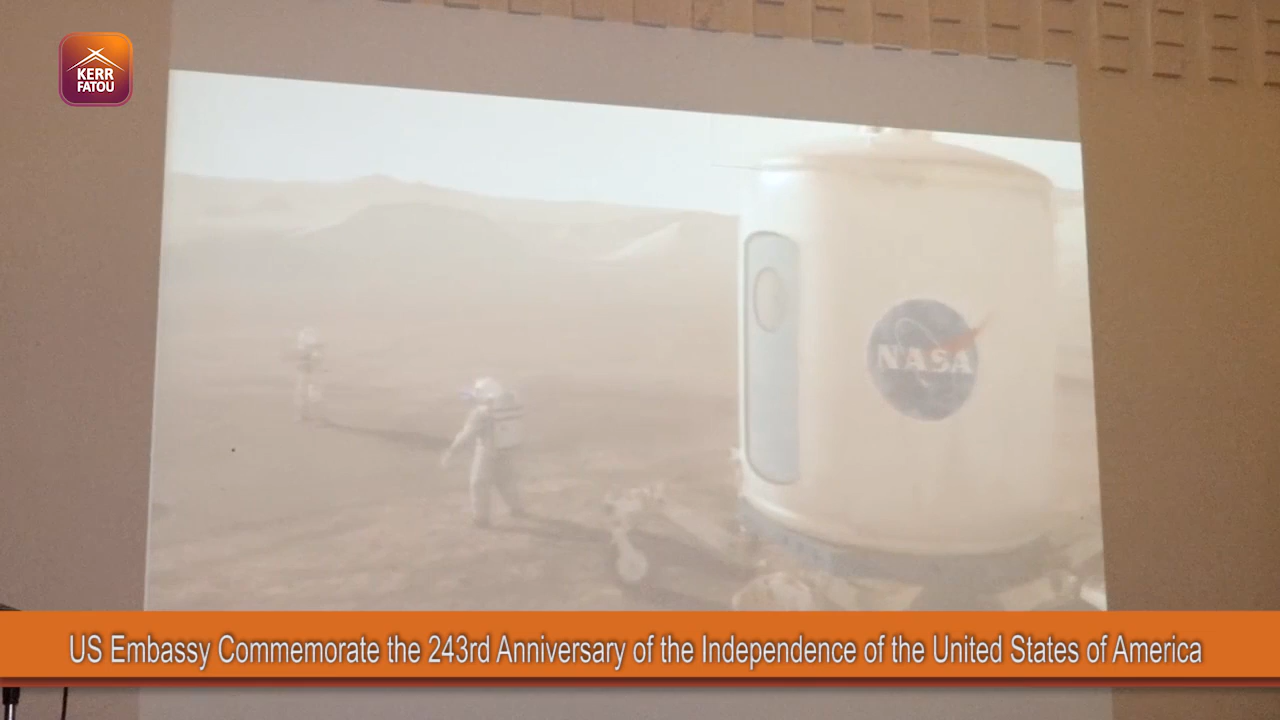 KERR
FATOU
NASA
US Embassy Commemorate the 243rd Anniversary of the Independence of the United States of America